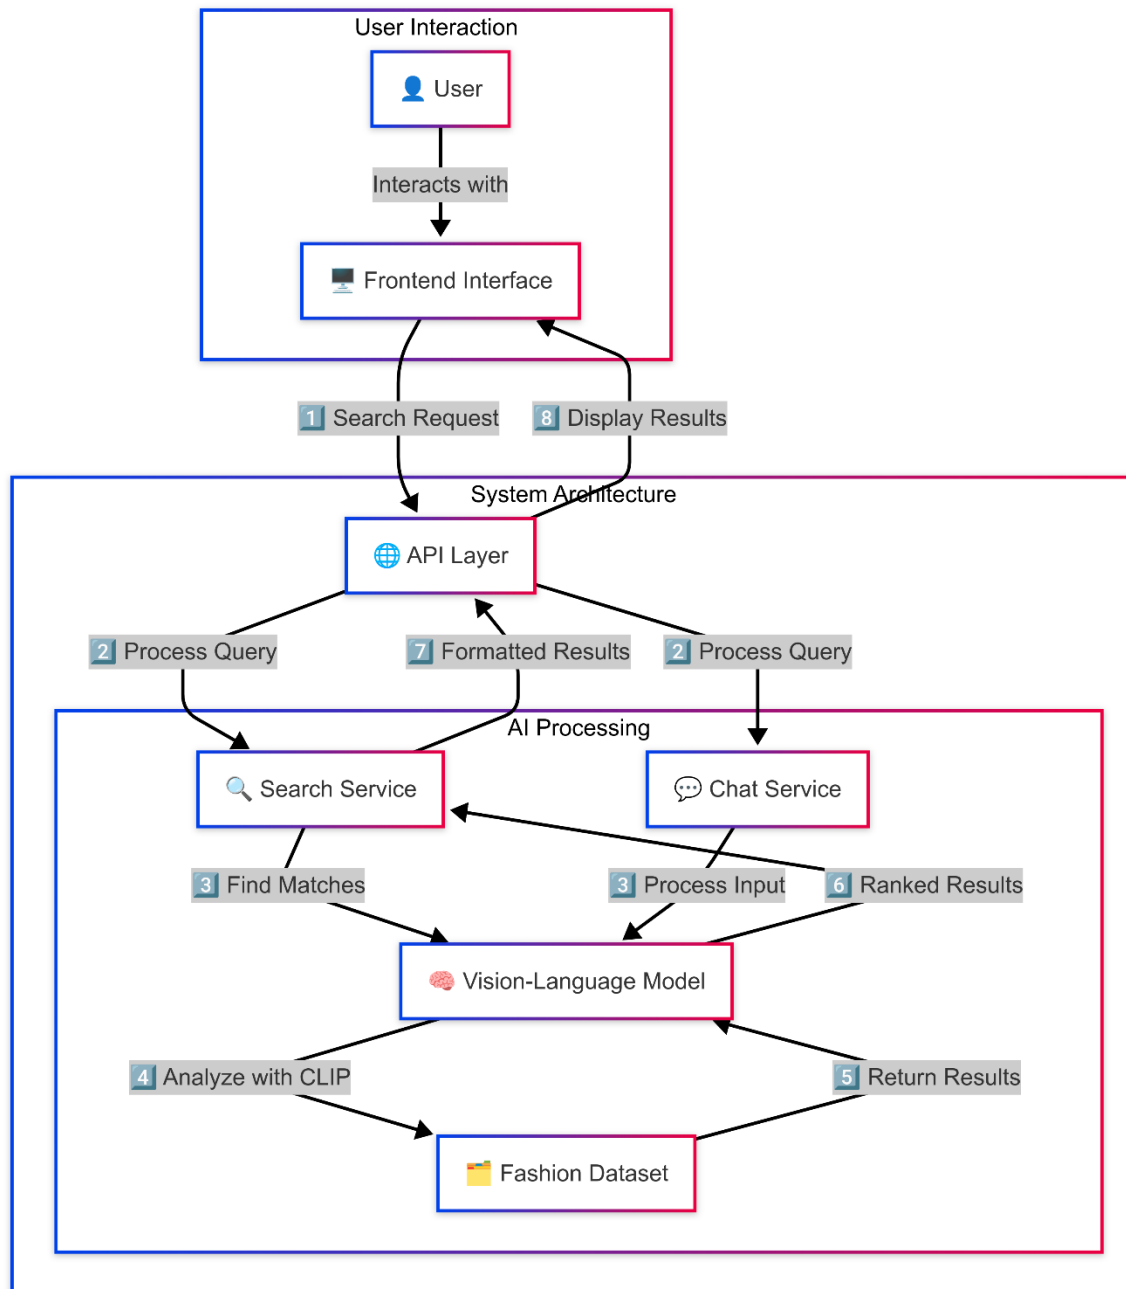 User Interaction
👤 User
Interacts with
🖥️ Frontend Interface
1️⃣ Search Request
8️⃣ Display Results
System Architecture
🌐 API Layer
2️⃣ Process Query
7️⃣ Formatted Results
2️⃣ Process Query
AI Processing
🔍 Search Service
💬 Chat Service
3️⃣ Find Matches
3️⃣ Process Input
6️⃣ Ranked Results
🧠 Vision-Language Model
4️⃣ Analyze with CLIP
5️⃣ Return Results
🗂️ Fashion Dataset